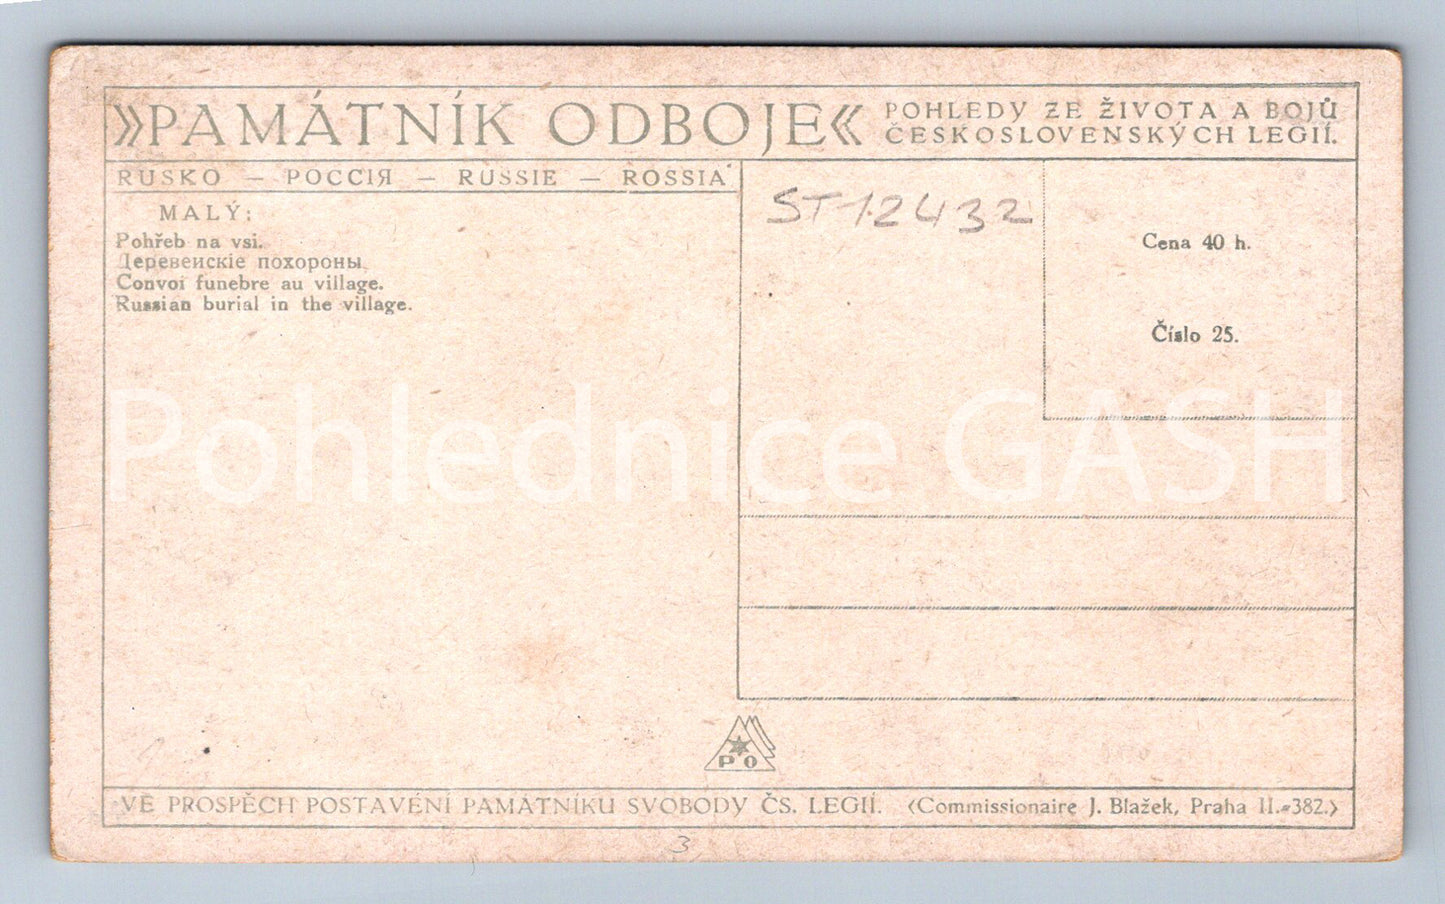 »PAMÁTNÍK ODBOJE«
POHLEDY ZE ŽIVOTA A BOJŮ
ČESKOSLOVENSKÝCH LEGIÍ.
RUSKO — РОССІЯ — RUSSIE — ROSSIA
MALÝ:
Pohřeb na vsi.
Деревенскіе похороны.
Convoi funebre au village.
Russian burial in the village.
ST12432
Cena 40 h.
Číslo 25.
Pohlednice GASH
P O
VE PROSPĚCH POSTAVENÍ PAMÁTNÍKU SVOBODY ČS. LEGIÍ. (Commissionaire J. Blažek, Praha II.-382.)
3